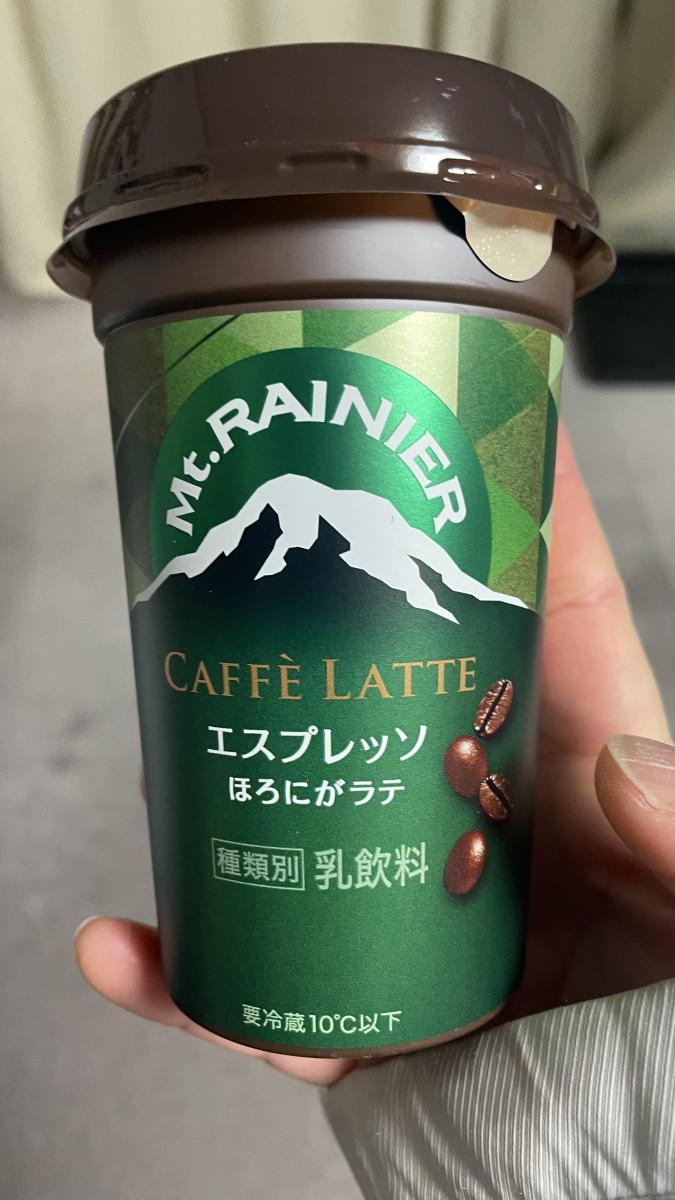 Mt. RAINIER
CAFFÈ LATTE
エスプレッソ
ほろにがラテ
種類別 乳飲料
要冷蔵10℃以下